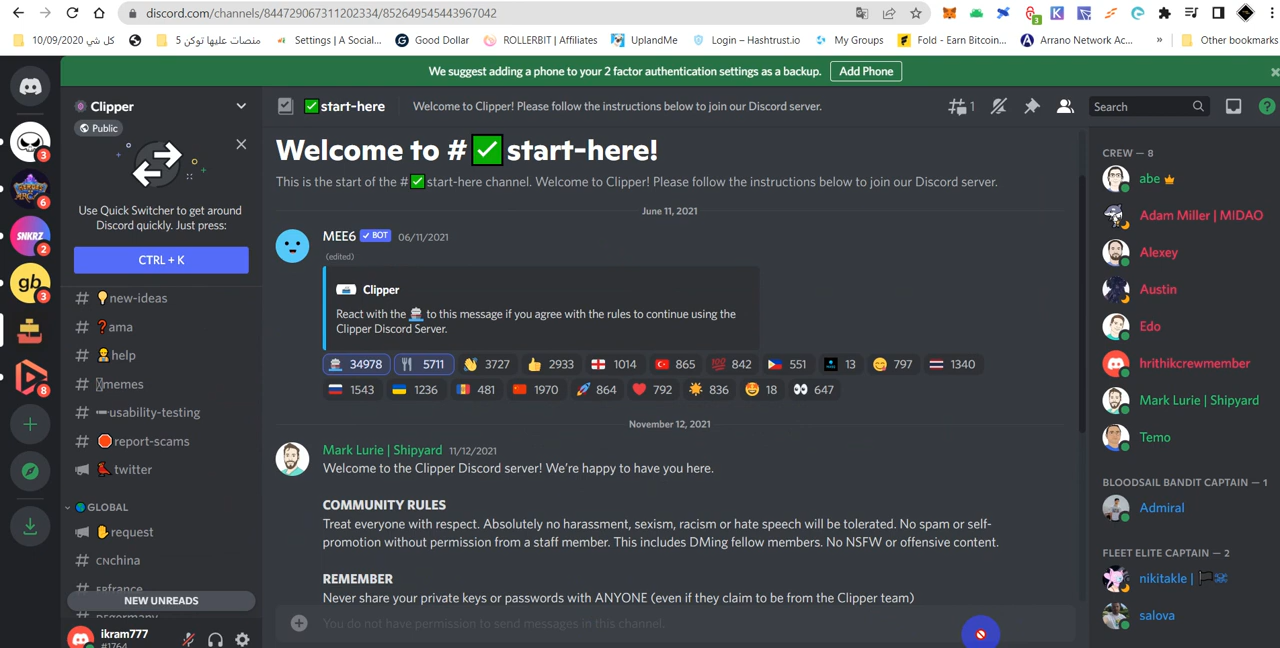 discord.com/channels/844729067311202334/852649545443967042
3
كل شي 10/09/2020
منصات عليها توكن 5
Settings | A Social...
Good Dollar
ROLLERBIT | Affiliates
UplandMe
Login – Hashtrust.io
My Groups
Fold - Earn Bitcoin...
Arrano Network Ac...
»
Other bookmarks
We suggest adding a phone to your 2 factor authentication settings as a backup.
Add Phone
3
6
SNKRZ
2
gb
3
8
Clipper
Public
Use Quick Switcher to get around
Discord quickly. Just press:
CTRL + K
# 💡new-ideas
# ❓ama
# help
# memes
# usability-testing
# 🛑report-scams
twitter
GLOBAL
✋request
# CNchina
NEW UNREADS
ikram777
#1764
✅start-here
Welcome to Clipper! Please follow the instructions below to join our Discord server.
1
Search
Welcome to # ✅start-here!
This is the start of the #✅start-here channel. Welcome to Clipper! Please follow the instructions below to join our Discord server.
June 11, 2021
MEE6 ✓ BOT 06/11/2021
(edited)
Clipper
React with the 🚢 to this message if you agree with the rules to continue using the
Clipper Discord Server.
34978 5711 3727 2933 1014 865 💯 842 551 13 797 1340
1543 1236 481 1970 864 792 836 18 647
November 12, 2021
Mark Lurie | Shipyard 11/12/2021
Welcome to the Clipper Discord server! We're happy to have you here.
COMMUNITY RULES
Treat everyone with respect. Absolutely no harassment, sexism, racism or hate speech will be tolerated. No spam or self-
promotion without permission from a staff member. This includes DMing fellow members. No NSFW or offensive content.
REMEMBER
Never share your private keys or passwords with ANYONE (even if they claim to be from the Clipper team)
You do not have permission to send messages in this channel.
CREW — 8
abe
Adam Miller | MIDAO
Alexey
Austin
Edo
hrithikcrewmember
Mark Lurie | Shipyard
Temo
BLOODSAIL BANDIT CAPTAIN — 1
Admiral
FLEET ELITE CAPTAIN — 2
nikitakle |
salova